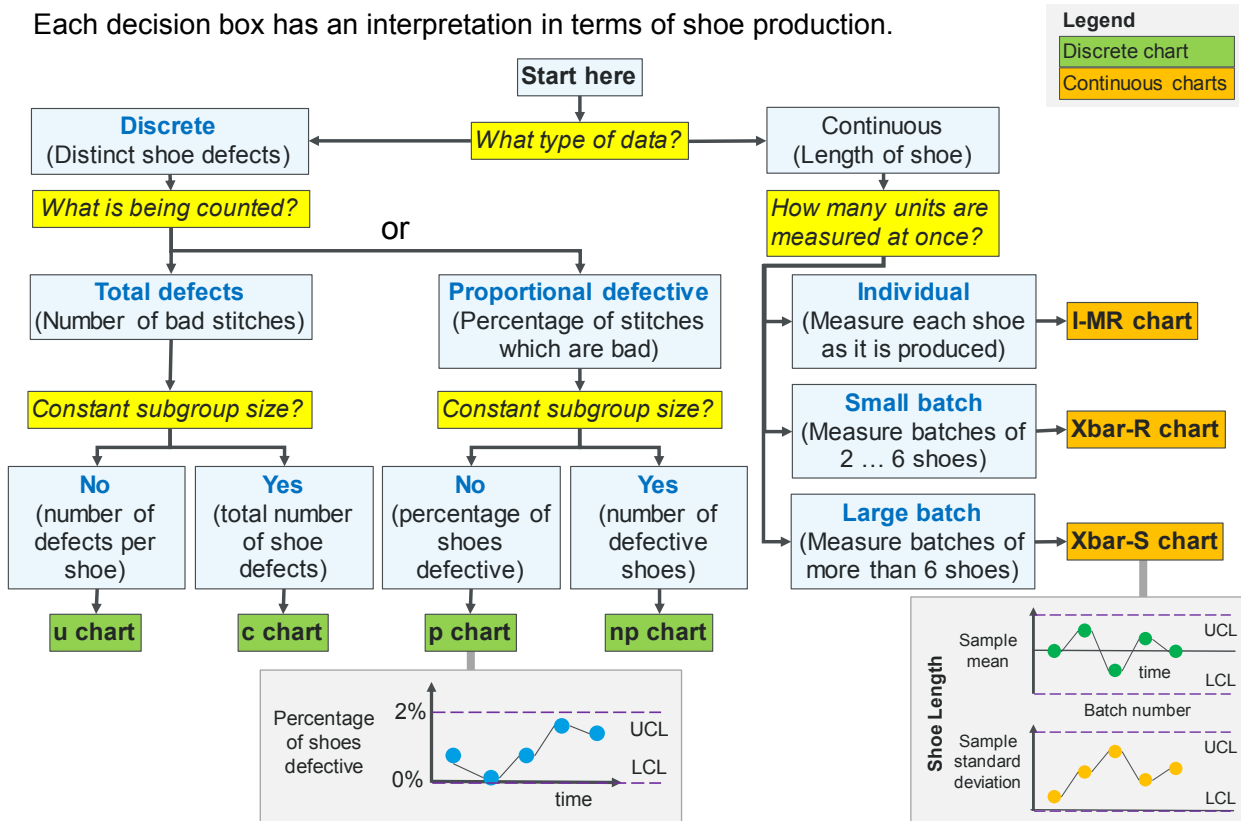 Each decision box has an interpretation in terms of shoe production.
Legend
Discrete chart
Continuous charts
Start here
What type of data?
Discrete
(Distinct shoe defects)
Continuous
(Length of shoe)
What is being counted?
How many units are
measured at once?
or
Total defects
(Number of bad stitches)
Proportional defective
(Percentage of stitches
which are bad)
Individual
(Measure each shoe
as it is produced)
I-MR chart
Constant subgroup size?
Constant subgroup size?
Small batch
(Measure batches of
2 … 6 shoes)
Xbar-R chart
No
(number of
defects per
shoe)
Yes
(total number
of shoe
defects)
No
(percentage of
shoes
defective)
Yes
(number of
defective
shoes)
Large batch
(Measure batches of
more than 6 shoes)
Xbar-S chart
u chart
c chart
p chart
np chart
Percentage
of shoes
defective
2%
0%
UCL
LCL
time
Shoe Length
Sample
mean
UCL
time
LCL
Batch number
Sample
standard
deviation
UCL
LCL